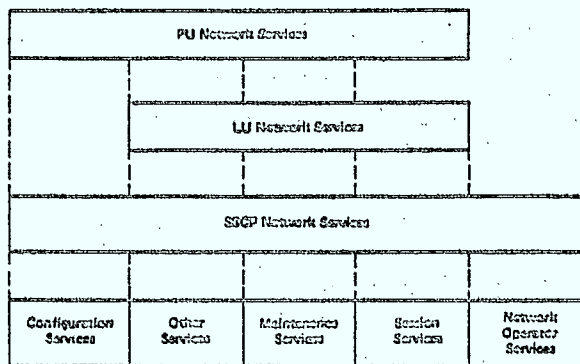 PU Network Services
LU Network Services
SSCP Network Services
Configuration
Services
Other
Services
Maintenance
Services
Session
Services
Network
Operator
Services